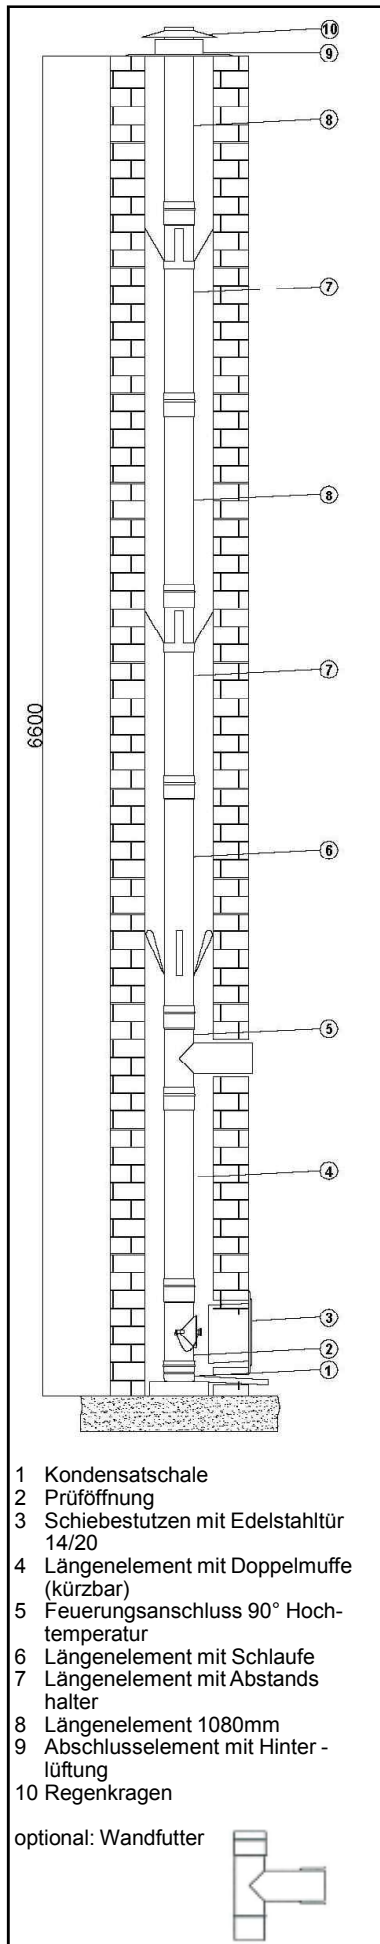 10
9
8
7
8
7
6600
6
5
4
3
2
1
1 Kondensatschale
2 Prüföffnung
3 Schiebestutzen mit Edelstahltür
14/20
4 Längenelement mit Doppelmuffe
(kürzbar)
5 Feuerungsanschluss 90° Hoch-
temperatur
6 Längenelement mit Schlaufe
7 Längenelement mit Abstands
halter
8 Längenelement 1080mm
9 Abschlusselement mit Hinter -
lüftung
10 Regenkragen
optional: Wandfutter